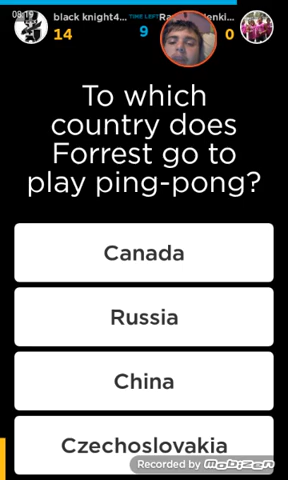 08:19
black knight4...
TIME LEFT
14
9
0
To which
country does
Forrest go to
play ping-pong?
Canada
Russia
China
Czechoslovakia
Recorded by mobizen